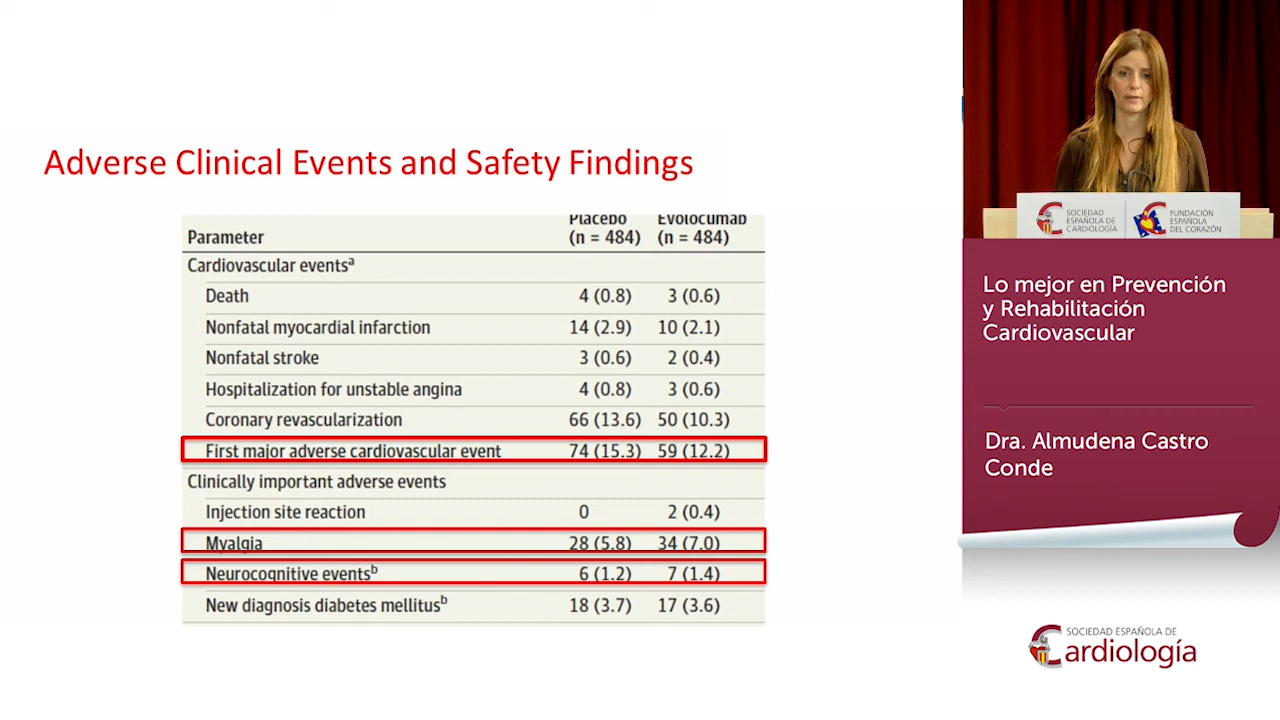 Adverse Clinical Events and Safety Findings
Placebo Evolocumab
Parameter (n = 484) (n = 484)
Cardiovascular eventsᵃ
Death 4 (0.8) 3 (0.6)
Nonfatal myocardial infarction 14 (2.9) 10 (2.1)
Nonfatal stroke 3 (0.6) 2 (0.4)
Hospitalization for unstable angina 4 (0.8) 3 (0.6)
Coronary revascularization 66 (13.6) 50 (10.3)
First major adverse cardiovascular event 74 (15.3) 59 (12.2)
Clinically important adverse events
Injection site reaction 0 2 (0.4)
Myalgia 28 (5.8) 34 (7.0)
Neurocognitive eventsᵇ 6 (1.2) 7 (1.4)
New diagnosis diabetes mellitusᵇ 18 (3.7) 17 (3.6)
SOCIEDAD
ESPAÑOLA DE
CARDIOLOGÍA
FUNDACIÓN
ESPAÑOLA
DEL CORAZÓN
Lo mejor en Prevención
y Rehabilitación
Cardiovascular
Dra. Almudena Castro
Conde
SOCIEDAD ESPAÑOLA DE
Cardiología